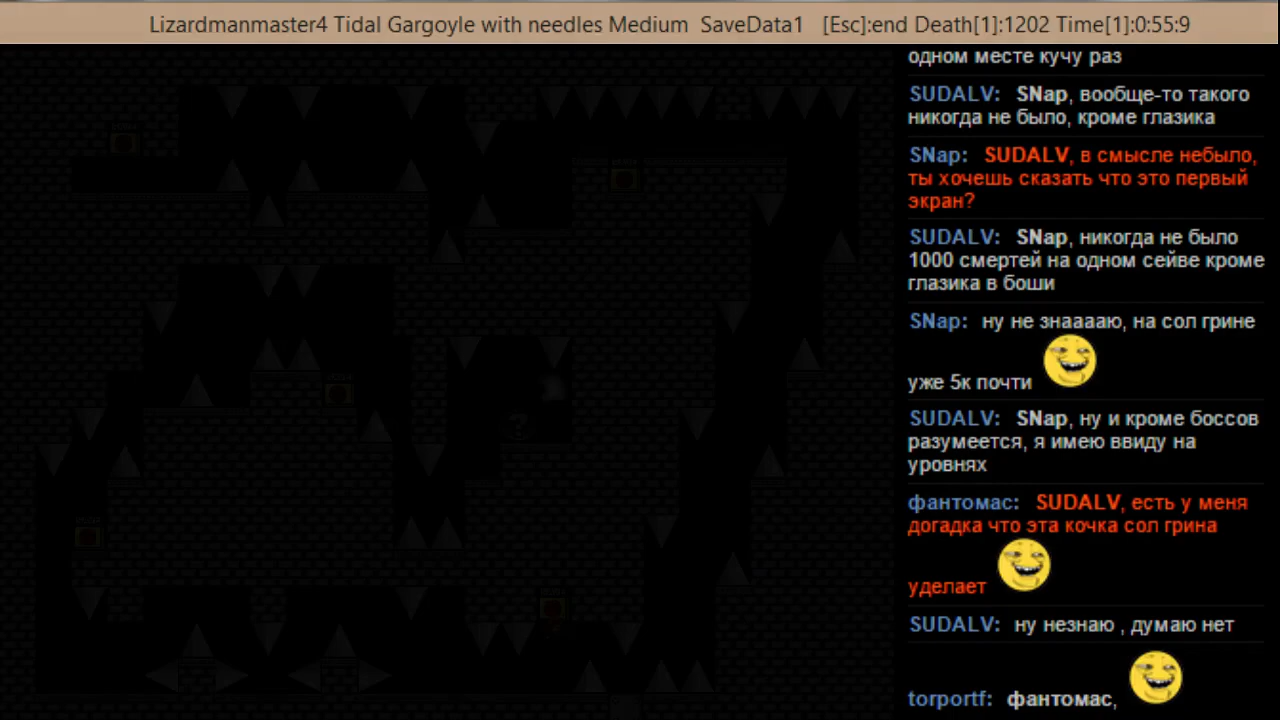 Lizardmanmaster4 Tidal Gargoyle with needles Medium  SaveData1   [Esc]:end Death[1]:1202 Time[1]:0:55:9
одном месте кучу раз
SUDALV: SNap, вообще-то такого
никогда не было, кроме глазика
SNap: SUDALV, в смысле небыло,
ты хочешь сказать что это первый
экран?
SUDALV: SNap, никогда не было
1000 смертей на одном сейве кроме
глазика в боши
SNap: ну не знаааαю, на сол грине
уже 5к почти
SUDALV: SNap, ну и кроме боссов
разумеется, я имею ввиду на
уровнях
фантомас: SUDALV, есть у меня
догадка что эта кочка сол грина
уделает
SUDALV: ну незнаю , думаю нет
torportf: фантомас,